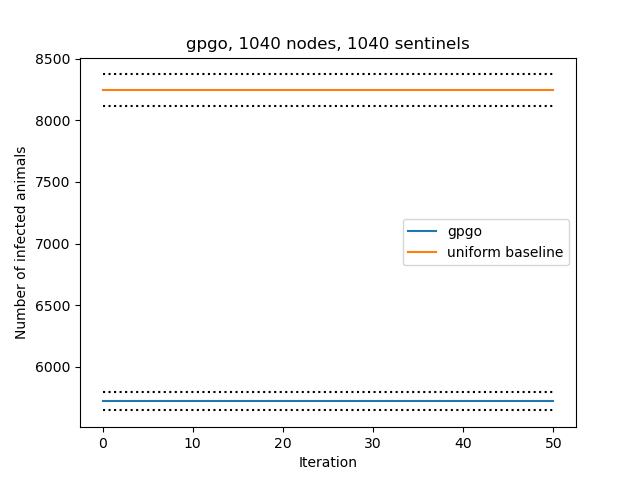 gpgo, 1040 nodes, 1040 sentinels
8500
8000
7500
7000
6500
6000
Number of infected animals
gpgo
uniform baseline
0 10 20 30 40 50
Iteration